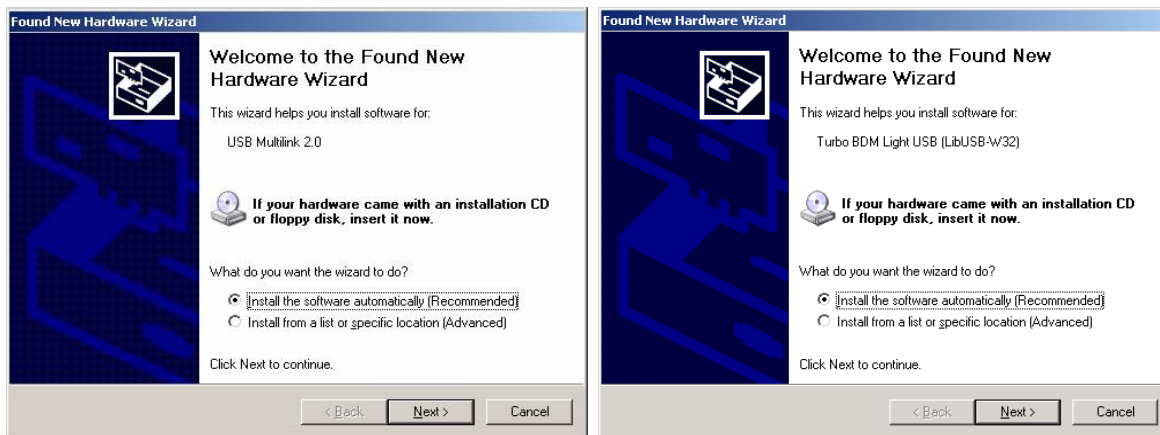 Found New Hardware Wizard
Welcome to the Found New
Hardware Wizard
This wizard helps you install software for:
USB Multilink 2.0
If your hardware came with an installation CD
or floppy disk, insert it now.
What do you want the wizard to do?
Install the software automatically (Recommended)
Install from a list or specific location (Advanced)
Click Next to continue.
< Back
Next >
Cancel
Found New Hardware Wizard
Welcome to the Found New
Hardware Wizard
This wizard helps you install software for:
Turbo BDM Light USB (LibUSB-W32)
If your hardware came with an installation CD
or floppy disk, insert it now.
What do you want the wizard to do?
Install the software automatically (Recommended)
Install from a list or specific location (Advanced)
Click Next to continue.
< Back
Next >
Cancel